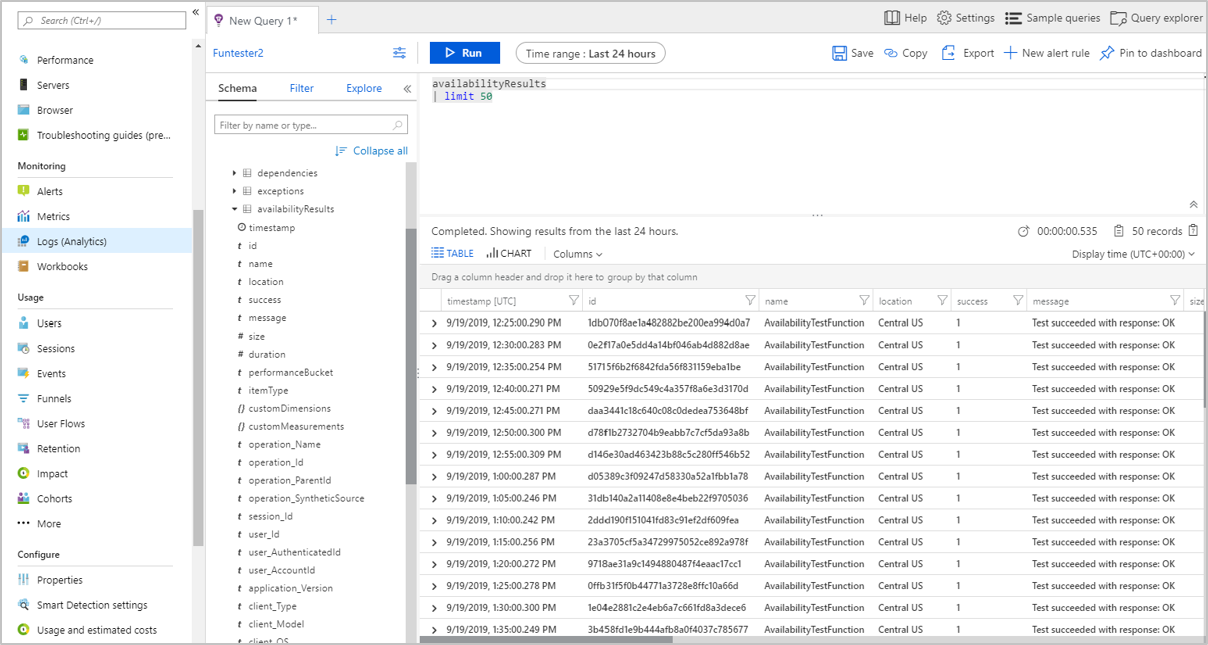 Search (Ctrl+/)
«
Performance
Servers
Browser
Troubleshooting guides (pre...
Monitoring
Alerts
Metrics
Logs (Analytics)
Workbooks
Usage
Users
Sessions
Events
Funnels
User Flows
Retention
Impact
Cohorts
More
Configure
Properties
Smart Detection settings
Usage and estimated costs
New Query 1*
+
Help
Settings
Sample queries
Query explorer
Funtester2
Run
Time range : Last 24 hours
Save
Copy
Export
New alert rule
Pin to dashboard
Schema
Filter
Explore
«
Filter by name or type...
Collapse all
dependencies
exceptions
availabilityResults
timestamp
t id
t name
t location
t success
t message
# size
# duration
t performanceBucket
t itemType
{} customDimensions
{} customMeasurements
t operation_Name
t operation_Id
t operation_ParentId
t operation_SyntheticSource
t session_Id
t user_Id
t user_AuthenticatedId
t user_AccountId
t application_Version
t client_Type
t client_Model
t client_OS
availabilityResults
| limit 50
Completed. Showing results from the last 24 hours.
00:00:00.535
50 records
TABLE
CHART
Columns
Display time (UTC+00:00)
Drag a column header and drop it here to group by that column
timestamp [UTC] id name location success message size
9/19/2019, 12:25:00.290 PM 1db070f8ae1a482882be200ea994d0a7 AvailabilityTestFunction Central US 1 Test succeeded with response: OK
9/19/2019, 12:30:00.283 PM 0e2f17a0e5dd4a14bf046ab4d882d8ae AvailabilityTestFunction Central US 1 Test succeeded with response: OK
9/19/2019, 12:35:00.254 PM 51715f6b2f6842fda56f831159eba1be AvailabilityTestFunction Central US 1 Test succeeded with response: OK
9/19/2019, 12:40:00.271 PM 50929e5f9dc549c4a357f8a6e3d3170d AvailabilityTestFunction Central US 1 Test succeeded with response: OK
9/19/2019, 12:45:00.271 PM daa3441c18c640c08c0dedea753648bf AvailabilityTestFunction Central US 1 Test succeeded with response: OK
9/19/2019, 12:50:00.300 PM d78f1b2732704b9eabb7c7cf5da93a8b AvailabilityTestFunction Central US 1 Test succeeded with response: OK
9/19/2019, 12:55:00.309 PM d146e30ad463423b88c5c280ff546b52 AvailabilityTestFunction Central US 1 Test succeeded with response: OK
9/19/2019, 1:00:00.287 PM d05389c3f09247d58330a52a1fbb1a78 AvailabilityTestFunction Central US 1 Test succeeded with response: OK
9/19/2019, 1:05:00.246 PM 31db140a2a11408e8e4beb22f9705036 AvailabilityTestFunction Central US 1 Test succeeded with response: OK
9/19/2019, 1:10:00.242 PM 2ddd190f151041fd83c91ef2df609fea AvailabilityTestFunction Central US 1 Test succeeded with response: OK
9/19/2019, 1:15:00.256 PM 23a3705cf5a34729975052ce892a978f AvailabilityTestFunction Central US 1 Test succeeded with response: OK
9/19/2019, 1:20:00.272 PM 9718ae31a9c1494880487f4eaac17cc1 AvailabilityTestFunction Central US 1 Test succeeded with response: OK
9/19/2019, 1:25:00.278 PM 0ffb31f5f0b44771a3728e8ffc10a66d AvailabilityTestFunction Central US 1 Test succeeded with response: OK
9/19/2019, 1:30:00.300 PM 1e04e2881c2e4eb6a7c661fd8a3dece6 AvailabilityTestFunction Central US 1 Test succeeded with response: OK
9/19/2019, 1:35:00.249 PM 3b458fd1e9b444afb8a0f4037c785677 AvailabilityTestFunction Central US 1 Test succeeded with response: OK